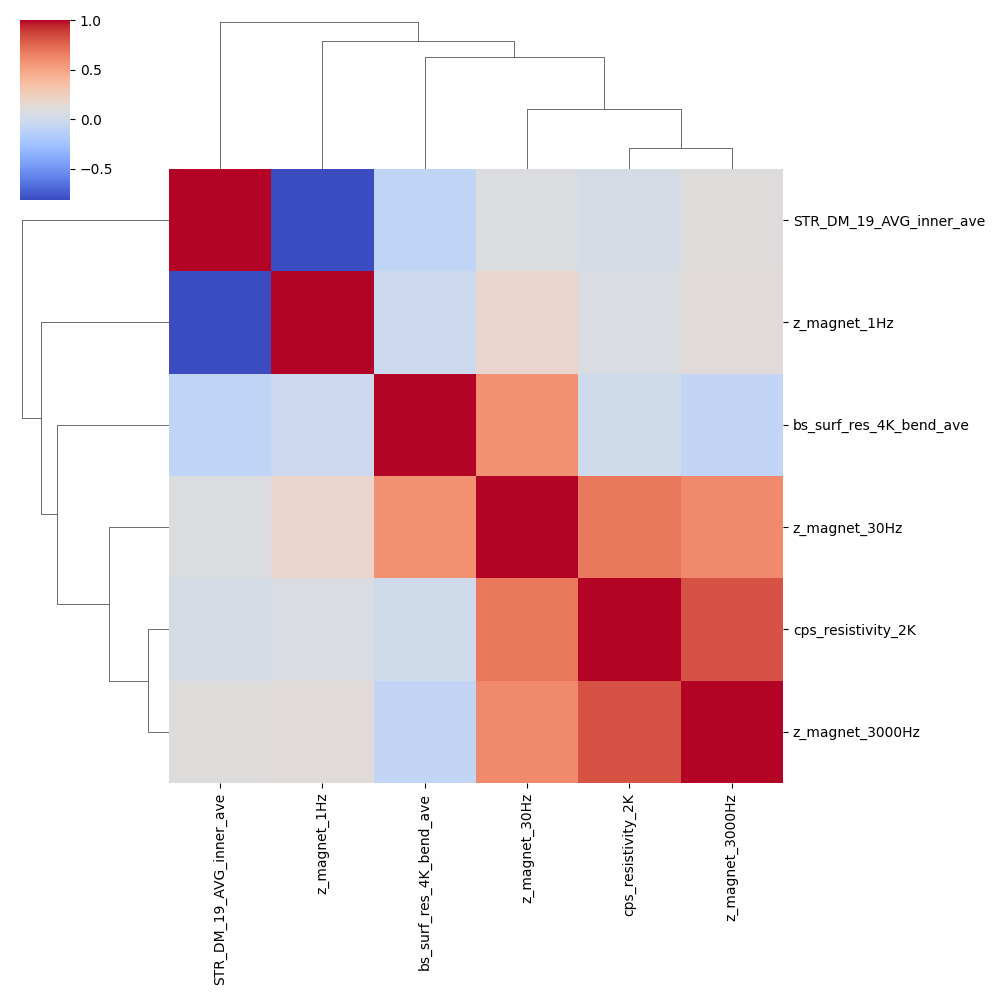 1.0
0.5
0.0
−0.5
STR_DM_19_AVG_inner_ave
z_magnet_1Hz
bs_surf_res_4K_bend_ave
z_magnet_30Hz
cps_resistivity_2K
z_magnet_3000Hz
STR_DM_19_AVG_inner_ave
z_magnet_1Hz
bs_surf_res_4K_bend_ave
z_magnet_30Hz
cps_resistivity_2K
z_magnet_3000Hz